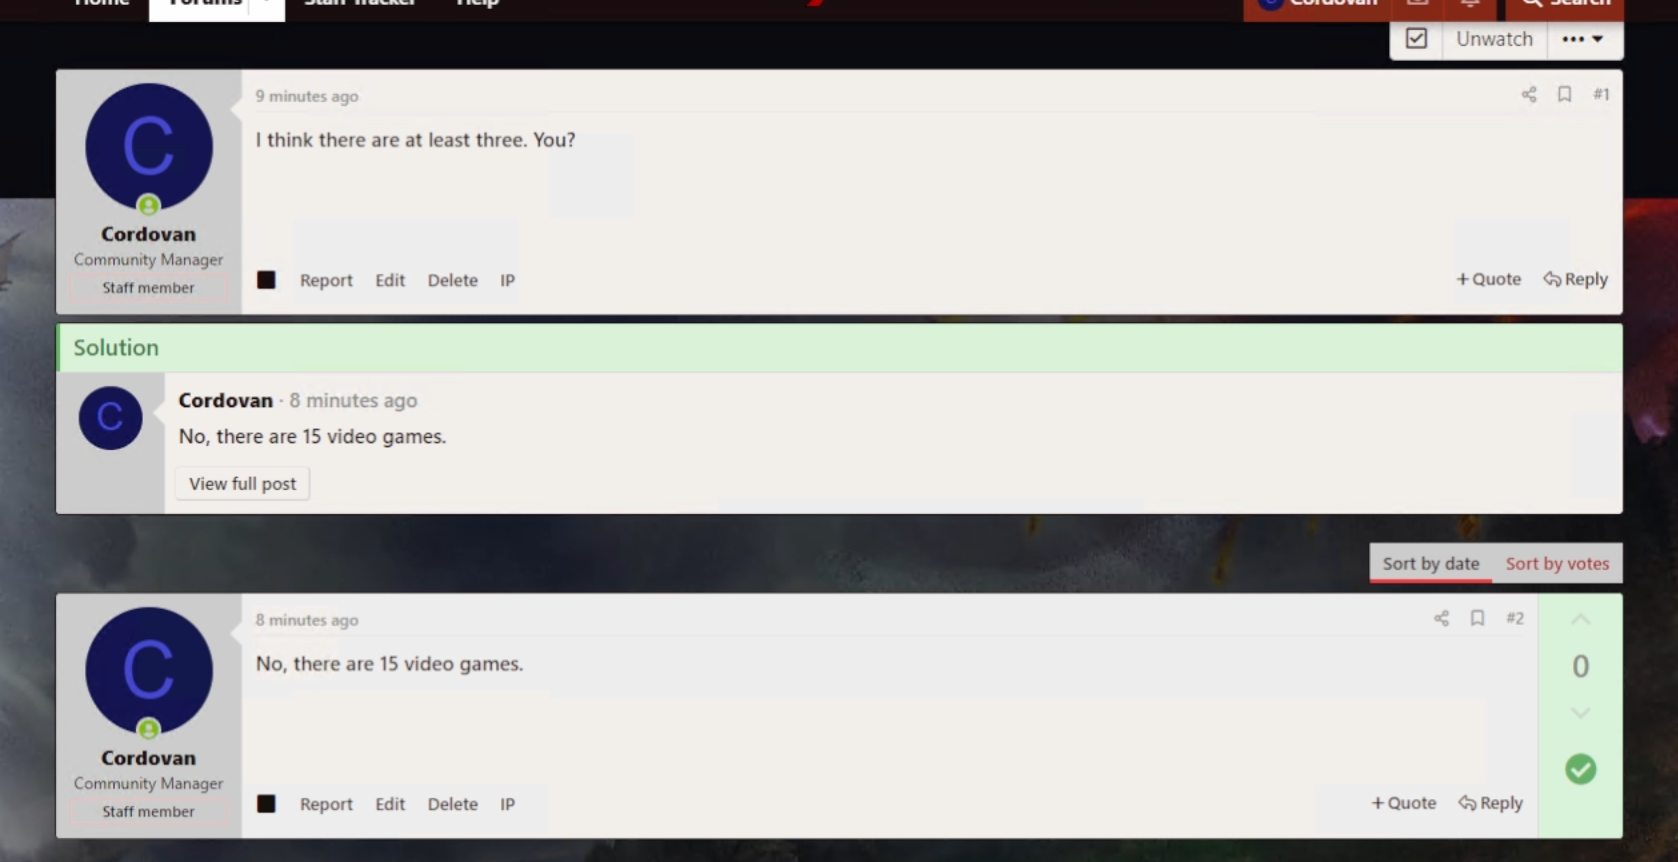 Home Forums Staff Tracker Help Cordovan Search
Unwatch
9 minutes ago #1
I think there are at least three. You?
C
Cordovan
Community Manager
Staff member
Report Edit Delete IP +Quote Reply
Solution
C
Cordovan · 8 minutes ago
No, there are 15 video games.
View full post
Sort by date Sort by votes
8 minutes ago #2
No, there are 15 video games.
0
C
Cordovan
Community Manager
Staff member
Report Edit Delete IP +Quote Reply